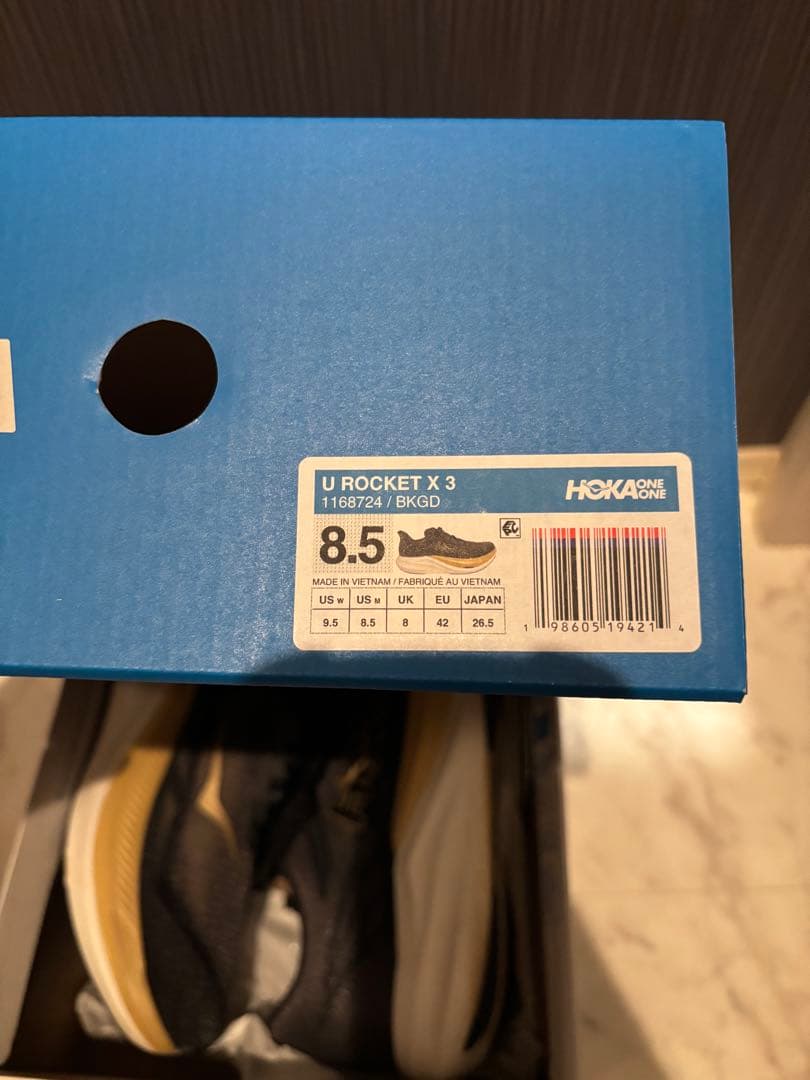 U ROCKET X 3
1168724 / BKGD
HOKA ONE ONE
8.5
MADE IN VIETNAM / FABRIQUÉ AU VIETNAM
US W US M UK EU JAPAN
9.5 8.5 8 42 26.5
1 98605 19421 4